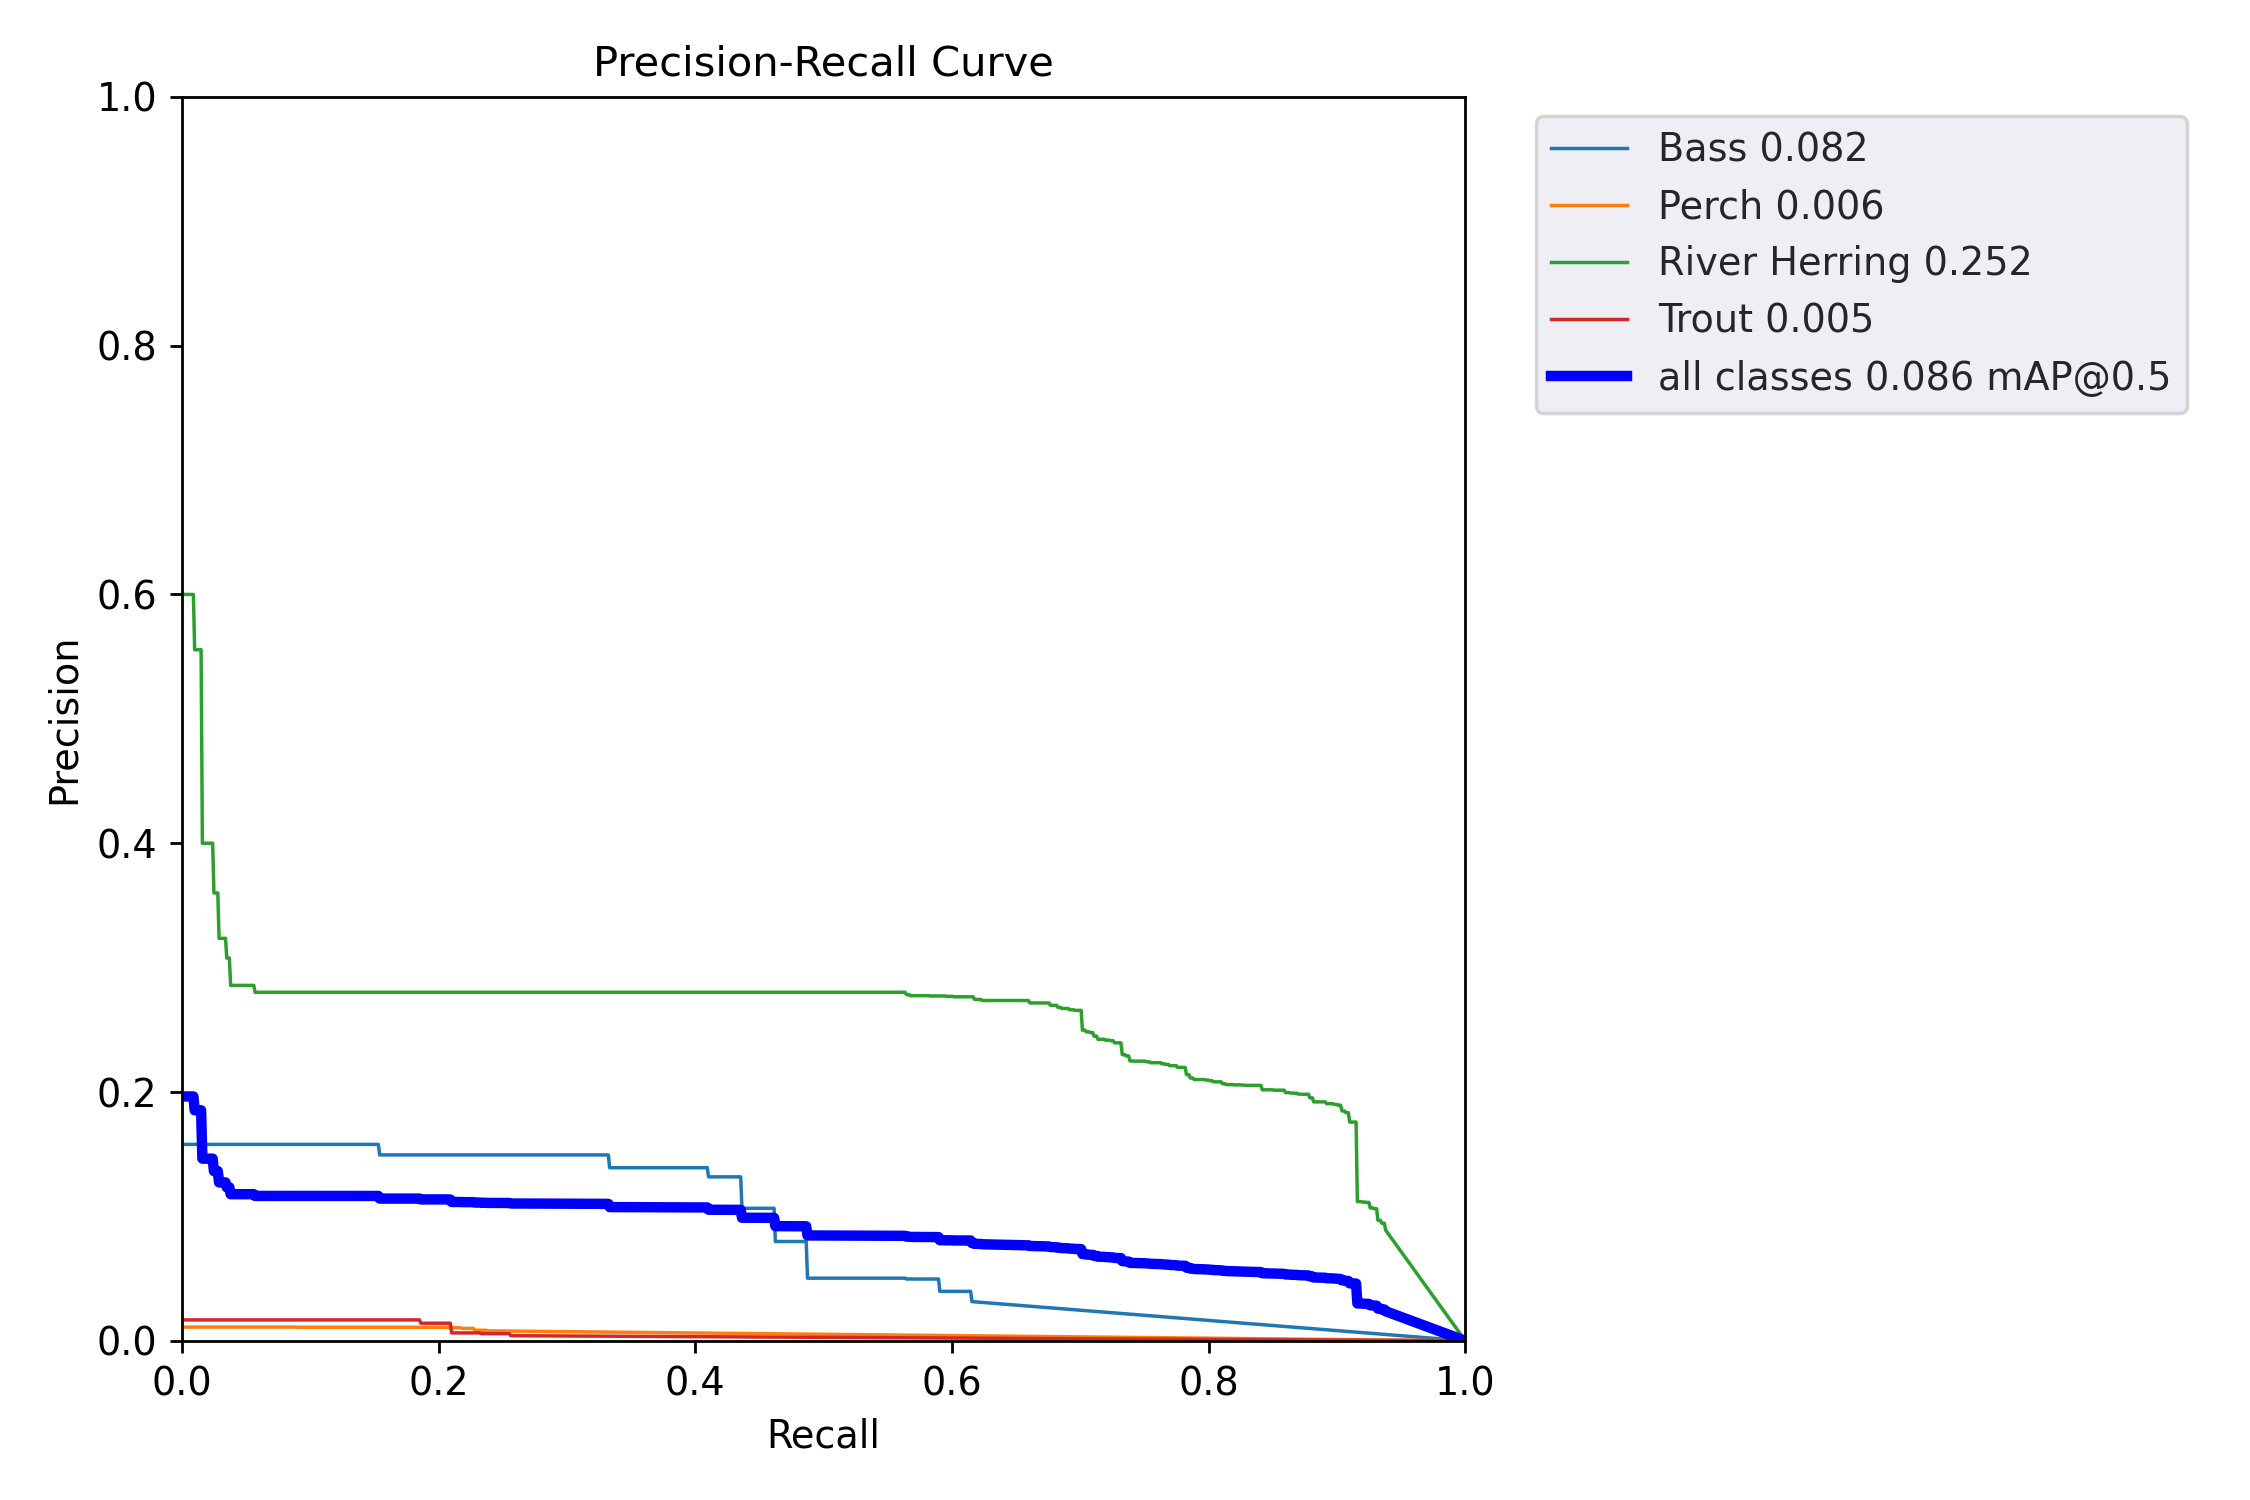 Precision-Recall Curve
1.0
0.8
0.6
0.4
0.2
0.0
Precision
0.0 0.2 0.4 0.6 0.8 1.0
Recall
Bass 0.082
Perch 0.006
River Herring 0.252
Trout 0.005
all classes 0.086 mAP@0.5